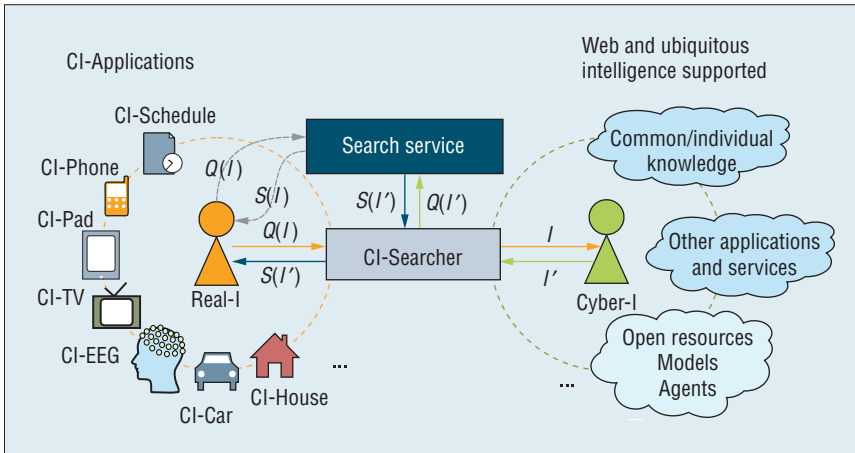 CI-Applications
Web and ubiquitous
intelligence supported
CI-Schedule
CI-Phone
CI-Pad
CI-TV
CI-EEG
CI-Car
CI-House
...
Q(I)
S(I)
Real-I
Q(I)
S(I′)
Search service
S(I′)
Q(I′)
CI-Searcher
I
I′
Cyber-I
Common/individual
knowledge
Other applications
and services
Open resources
Models
Agents
...